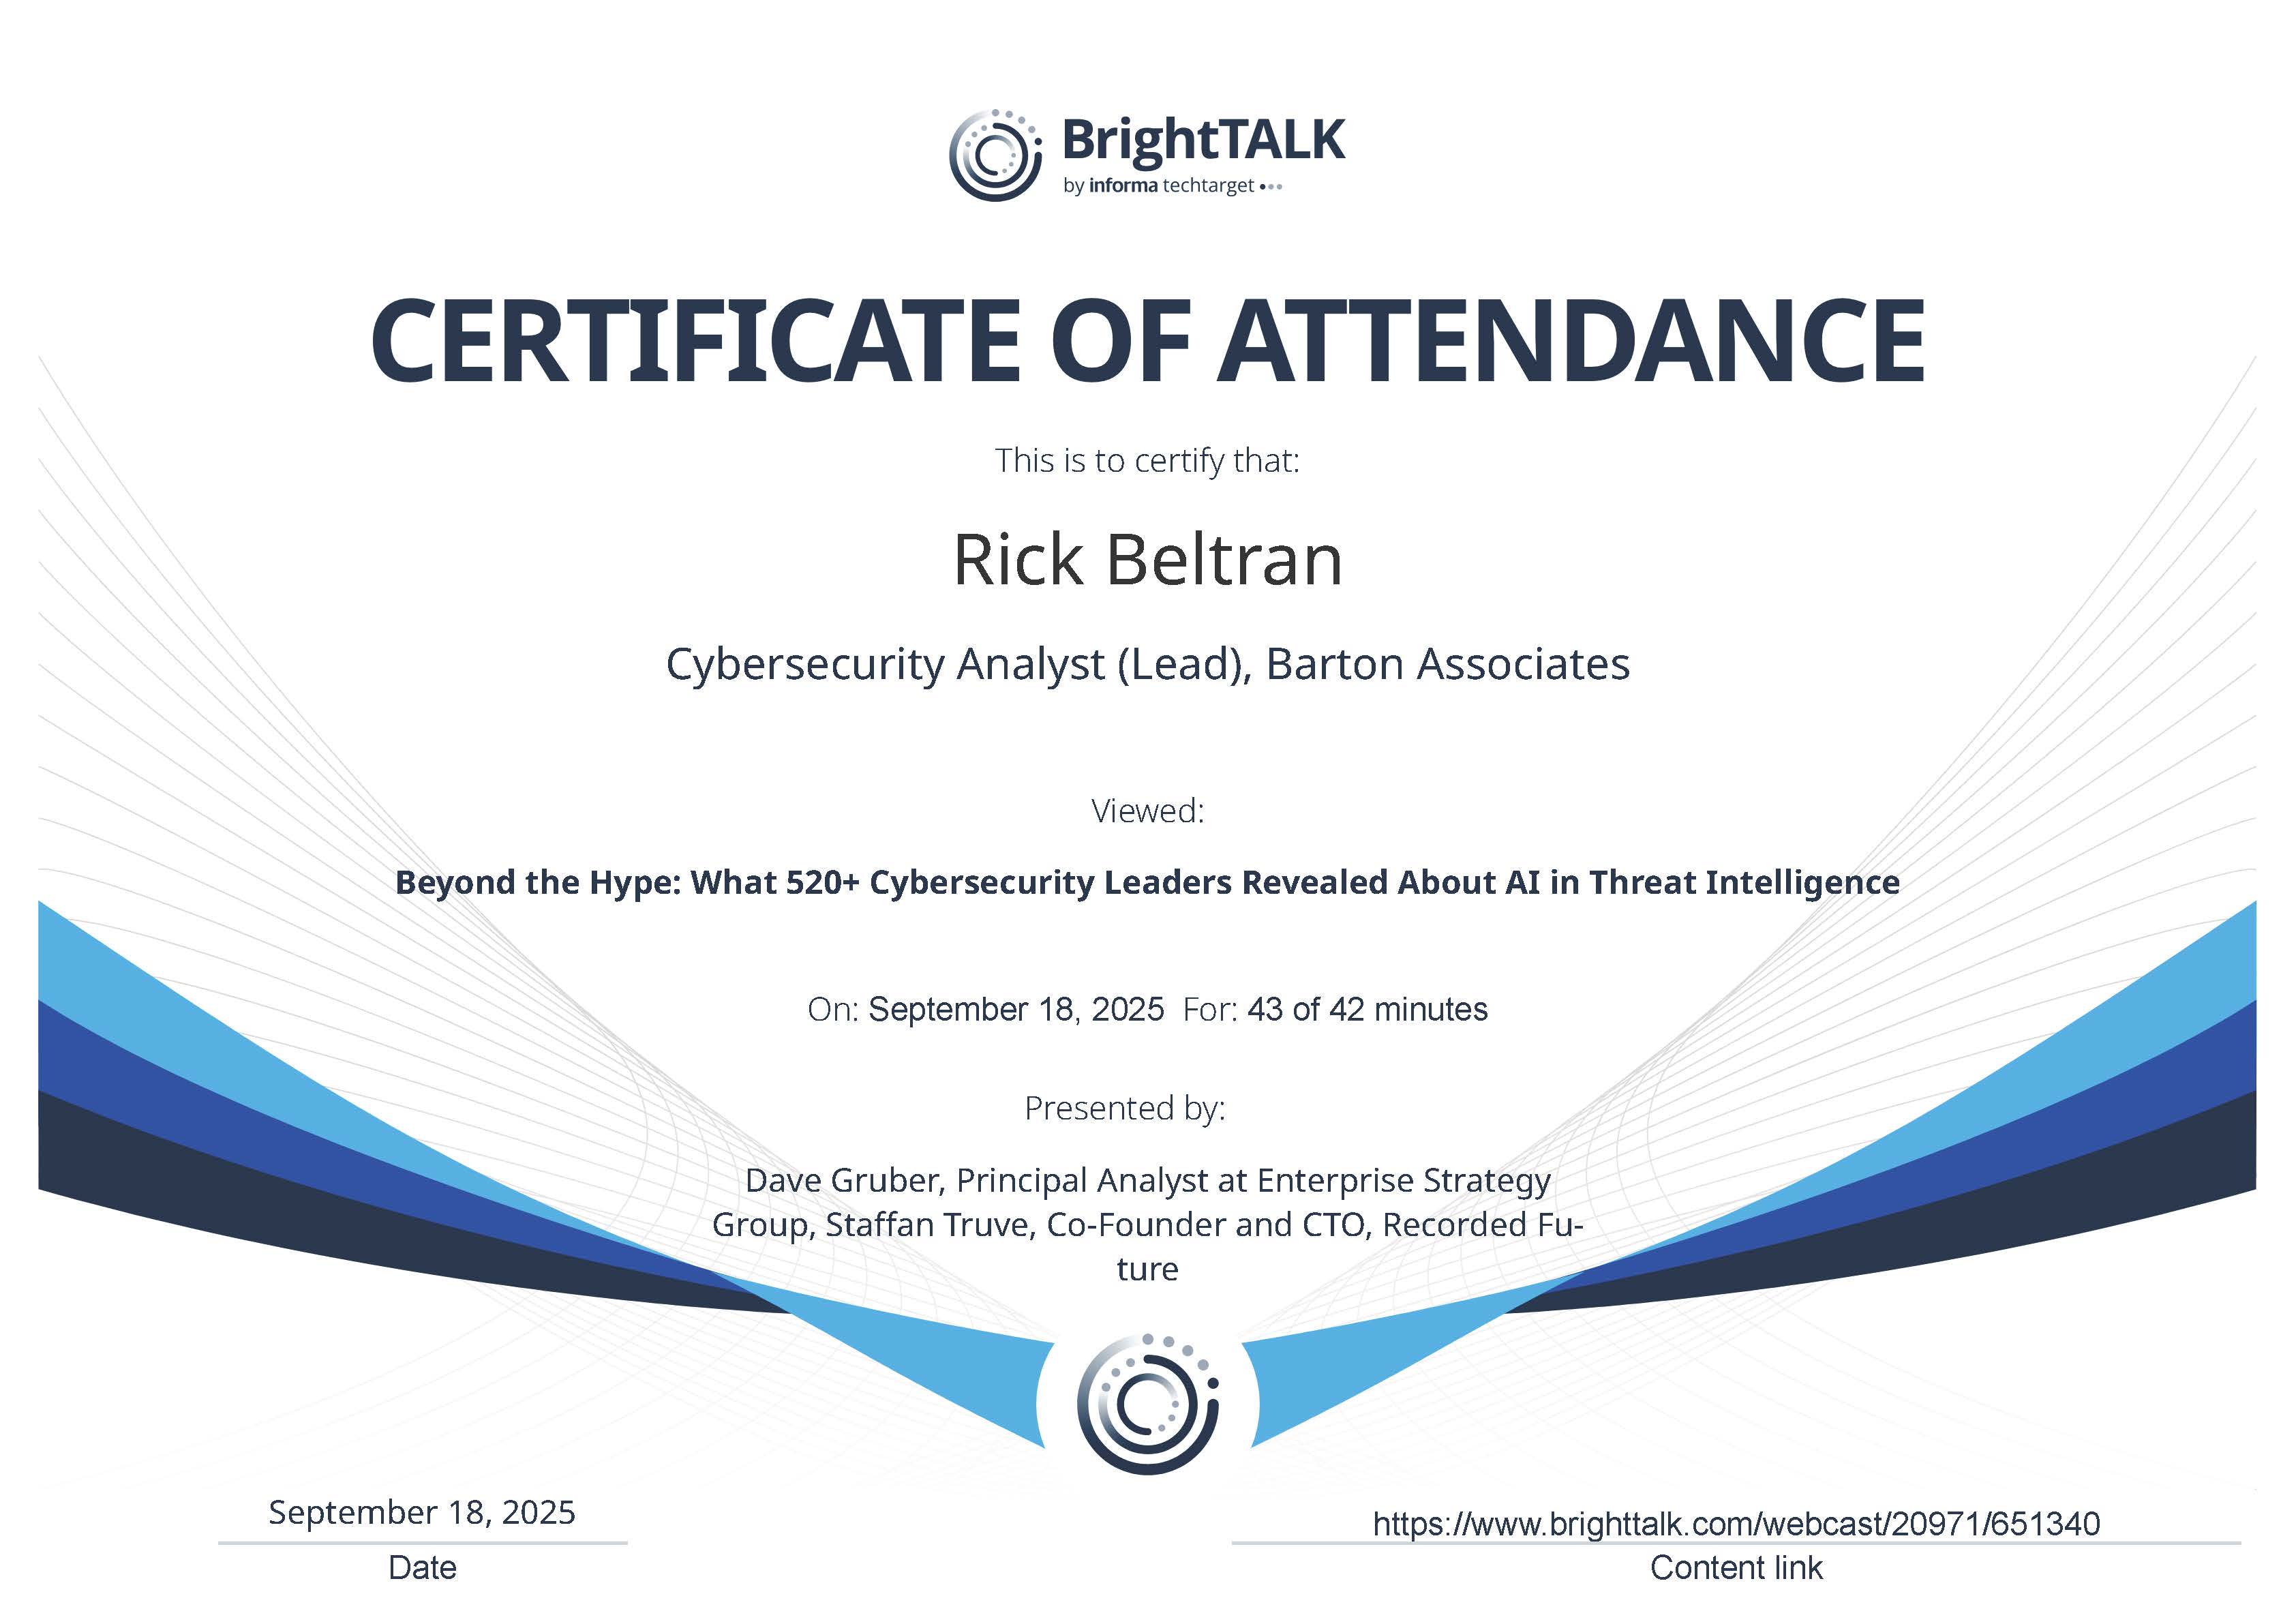 BrightTALK
by informa techtarget
CERTIFICATE OF ATTENDANCE
This is to certify that:
Rick Beltran
Cybersecurity Analyst (Lead), Barton Associates
Viewed:
Beyond the Hype: What 520+ Cybersecurity Leaders Revealed About AI in Threat Intelligence
On: September 18, 2025 For: 43 of 42 minutes
Presented by:
Dave Gruber, Principal Analyst at Enterprise Strategy
Group, Staffan Truve, Co-Founder and CTO, Recorded Fu-
ture
September 18, 2025
Date
https://www.brighttalk.com/webcast/20971/651340
Content link